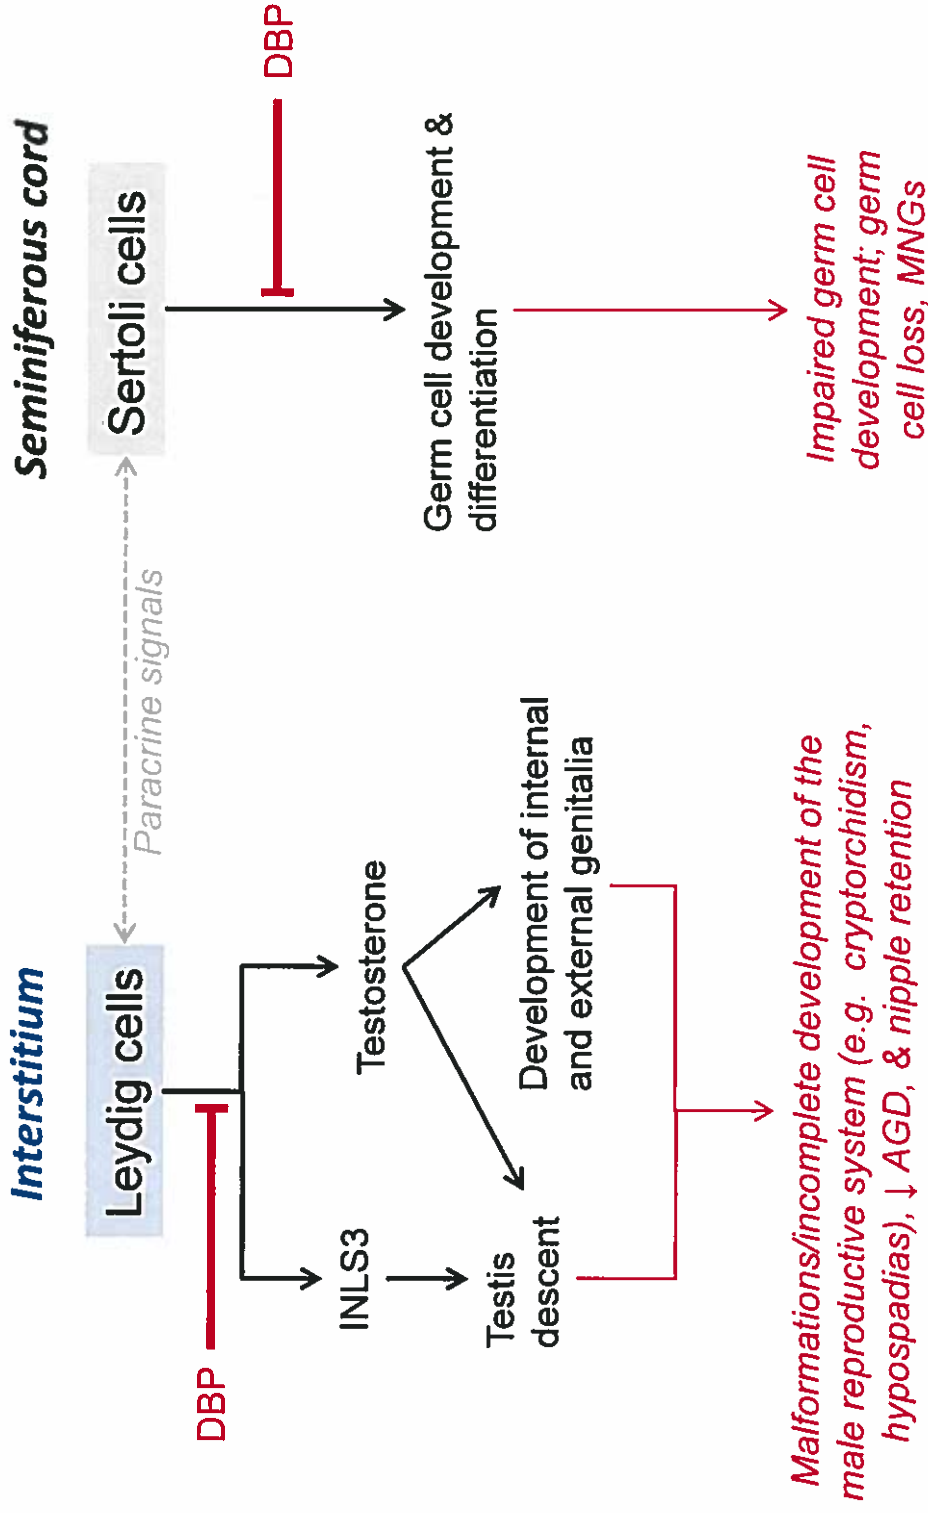 Interstitium
Seminiferous cord
Leydig cells
Paracrine signals
Sertoli cells
DBP
DBP
INLS3
Testosterone
Germ cell development &
differentiation
Testis
descent
Development of internal
and external genitalia
Malformations/incomplete development of the
male reproductive system (e.g. cryptorchidism,
hypospadias), ↓ AGD, & nipple retention
Impaired germ cell
development; germ
cell loss, MNGs